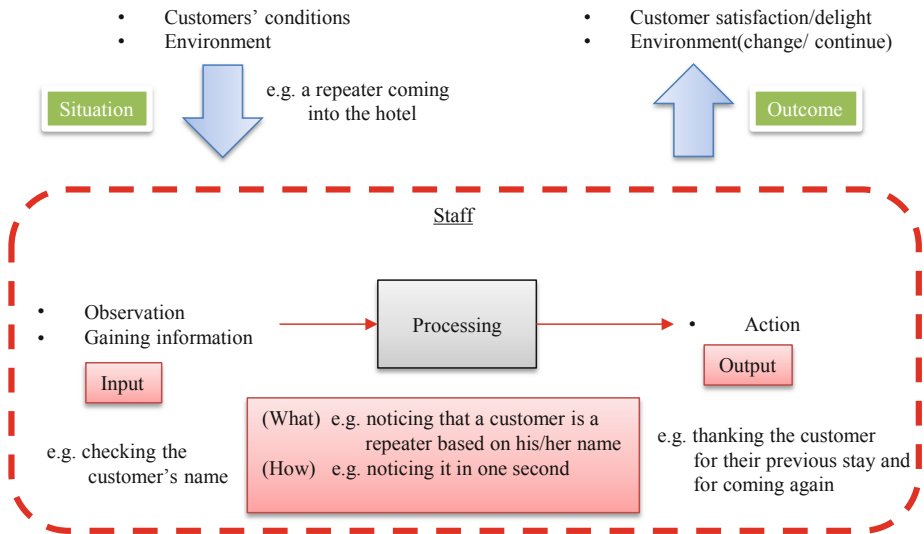 • Customers' conditions
• Environment
Situation
e.g. a repeater coming
into the hotel
• Customer satisfaction/delight
• Environment(change/ continue)
Outcome
Staff
• Observation
• Gaining information
Input
e.g. checking the
customer's name
Processing
(What) e.g. noticing that a customer is a
repeater based on his/her name
(How) e.g. noticing it in one second
• Action
Output
e.g. thanking the customer
for their previous stay and
for coming again